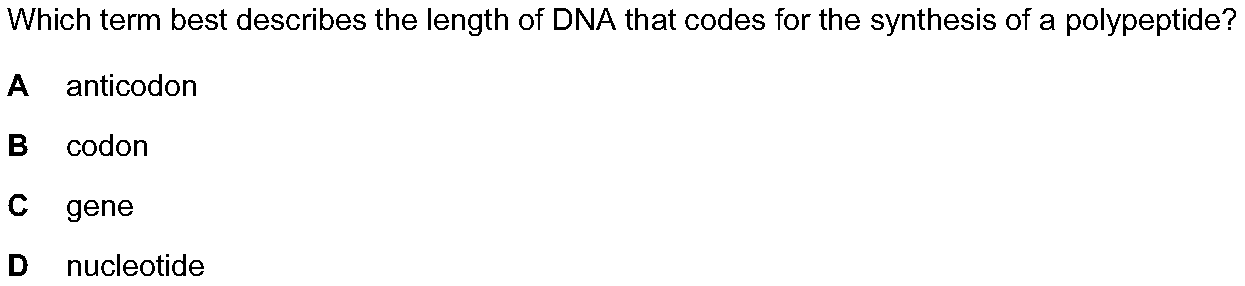 Which term best describes the length of DNA that codes for the synthesis of a polypeptide?
A anticodon
B codon
C gene
D nucleotide